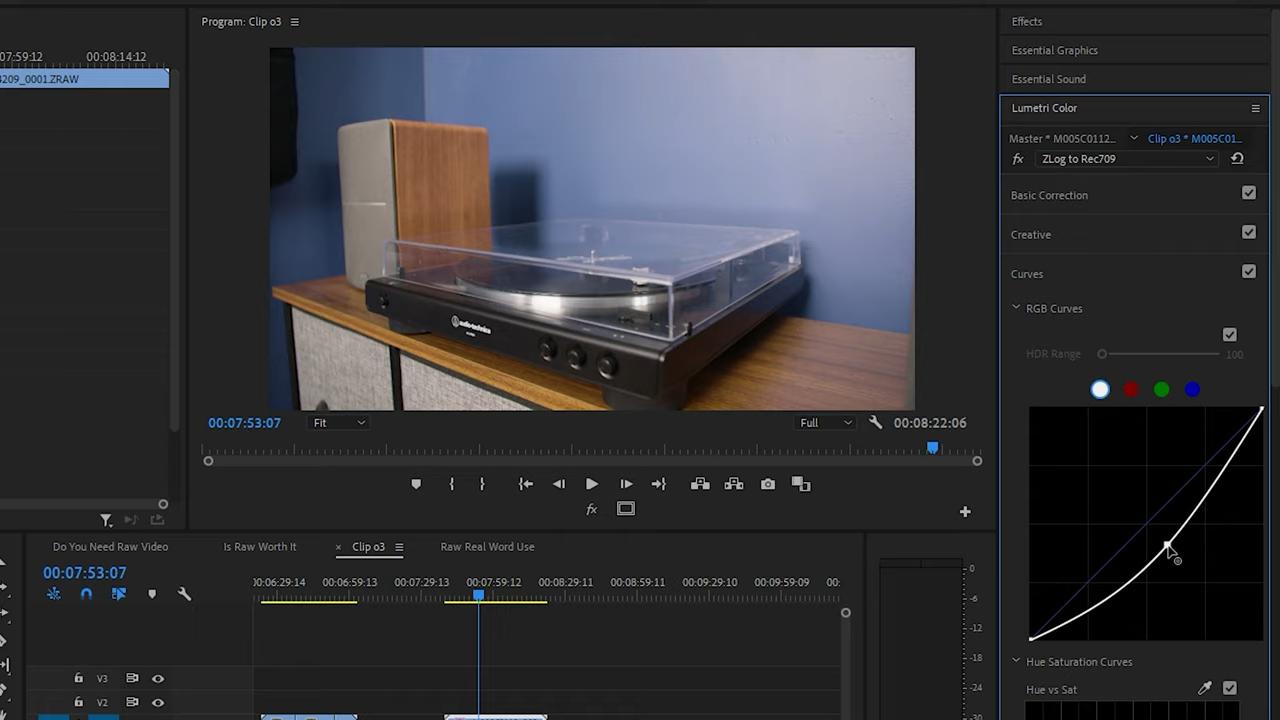 Program: Clip o3
07:59:12
00:08:14:12
4209_0001.ZRAW
audio-technica
00:07:53:07
Fit
Full
00:08:22:06
fx
Do You Need Raw Video
Is Raw Worth It
× Clip o3
Raw Real Word Use
00:07:53:07
00:06:29:14
00:06:59:13
00:07:29:13
00:07:59:12
00:08:29:11
00:08:59:11
00:09:29:10
00:09:59:09
00:
V3
V2
0
-6
-12
-18
-24
-30
Effects
Essential Graphics
Essential Sound
Lumetri Color
Master * M005C0112...
Clip o3 * M005C01...
fx
ZLog to Rec709
Basic Correction
Creative
Curves
RGB Curves
HDR Range
100
Hue Saturation Curves
Hue vs Sat